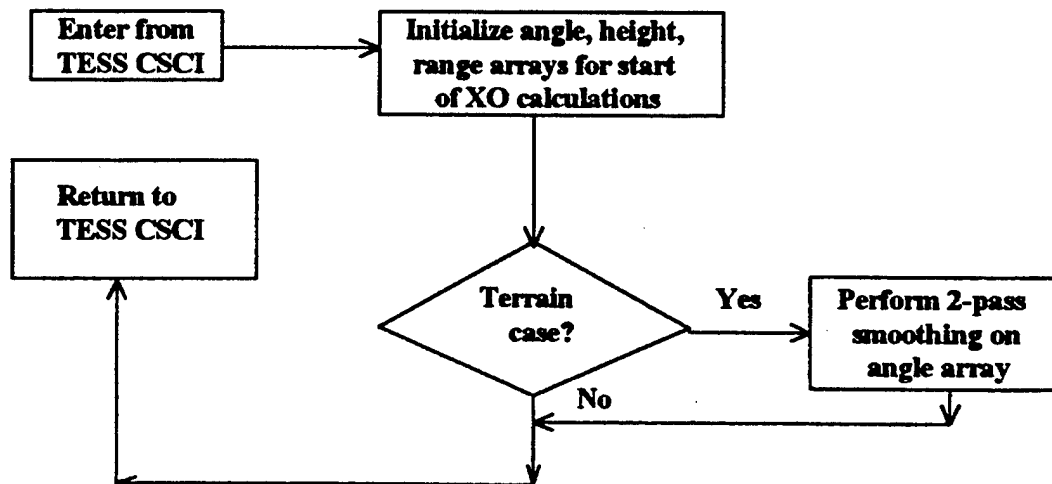 Enter from
TESS CSCI
Initialize angle, height,
range arrays for start
of XO calculations
Return to
TESS CSCI
Terrain
case?
Yes
Perform 2-pass
smoothing on
angle array
No